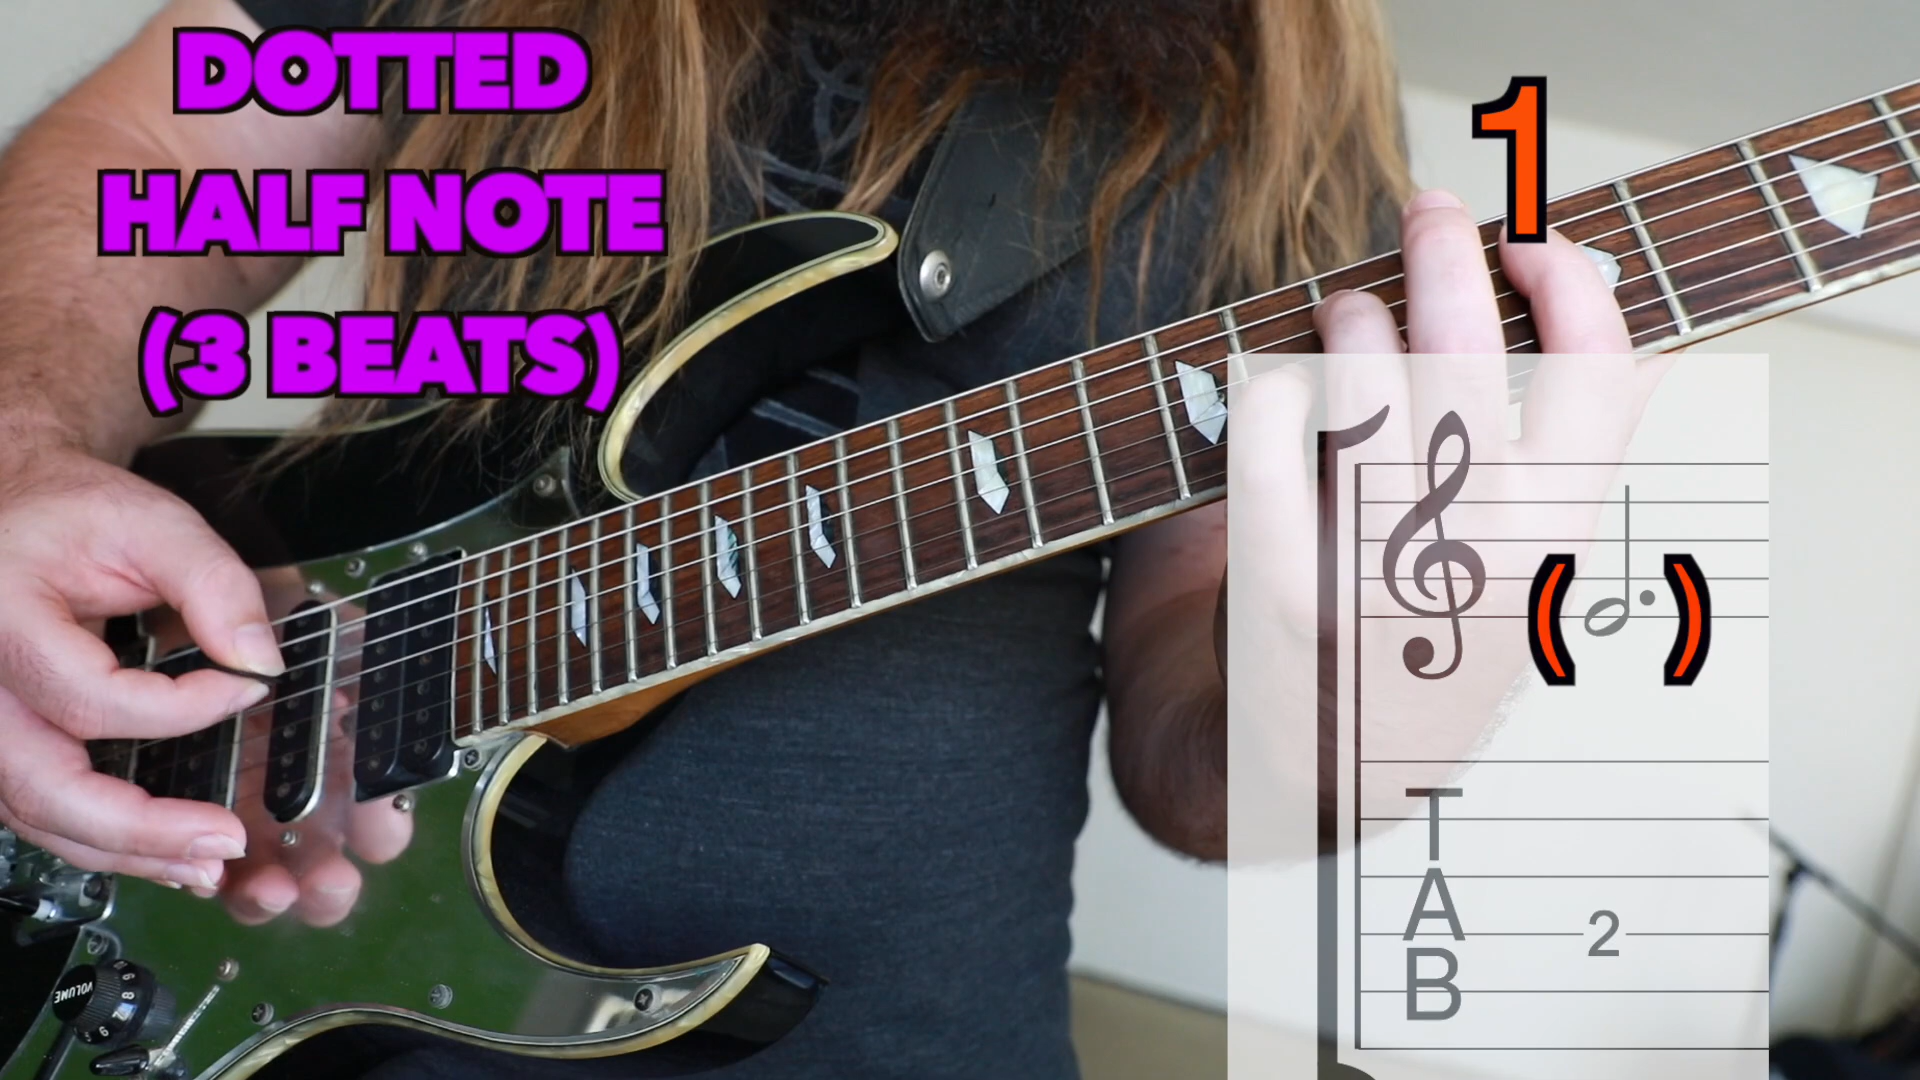 DOTTED
HALF NOTE
(3 BEATS)
1
( )
T
A
B
2
VOLUME